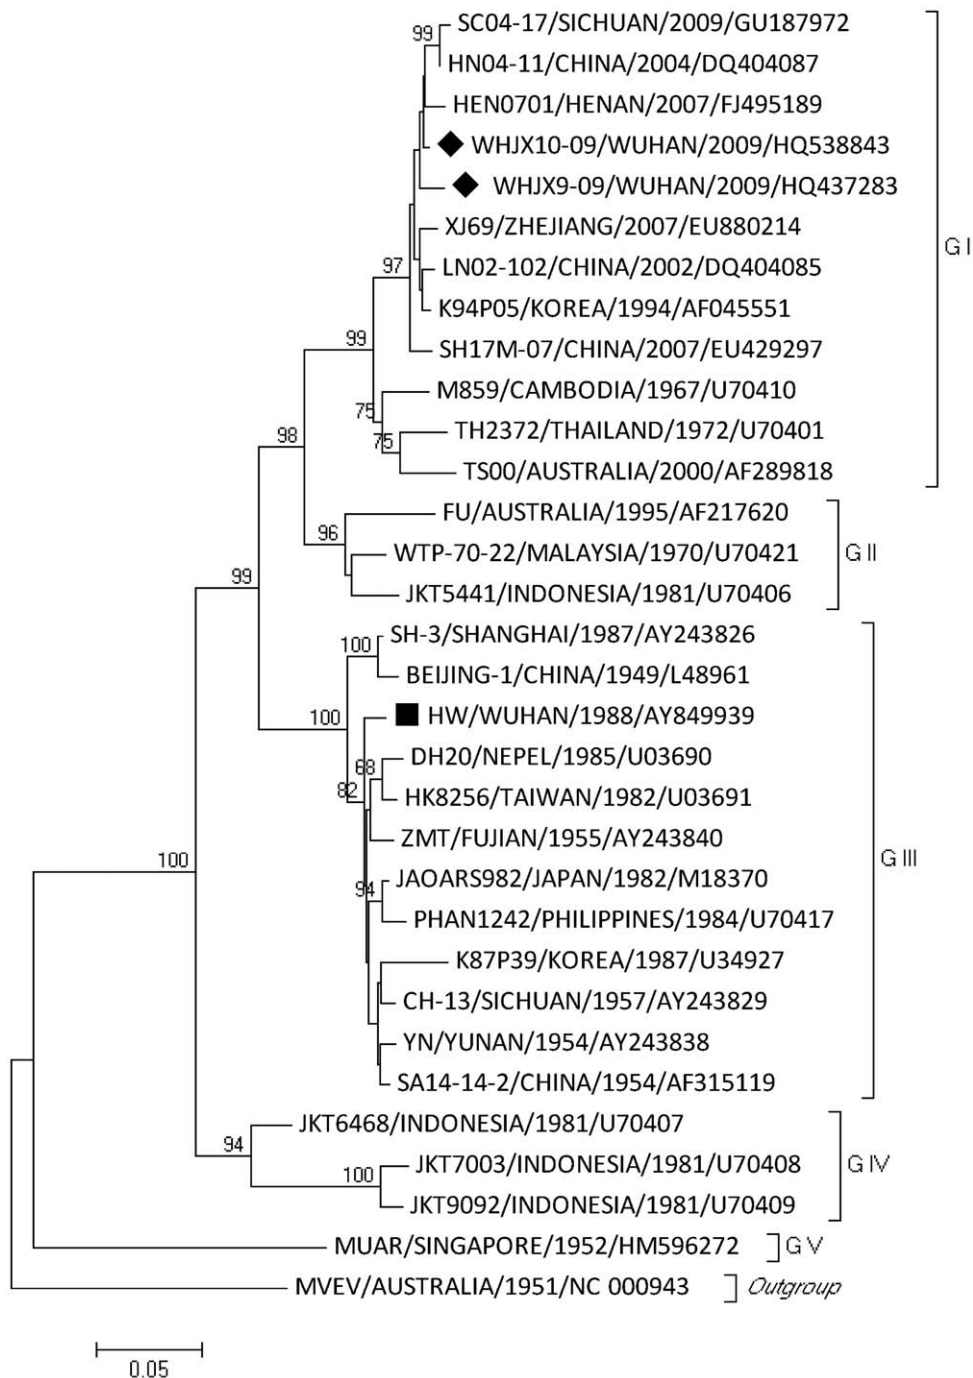 99
SC04-17/SICHUAN/2009/GU187972
HN04-11/CHINA/2004/DQ404087
HEN0701/HENAN/2007/FJ495189
WHJX10-09/WUHAN/2009/HQ538843
WHJX9-09/WUHAN/2009/HQ437283
XJ69/ZHEJIANG/2007/EU880214
G I
97
LN02-102/CHINA/2002/DQ404085
K94P05/KOREA/1994/AF045551
99
SH17M-07/CHINA/2007/EU429297
M859/CAMBODIA/1967/U70410
75
TH2372/THAILAND/1972/U70401
98
75
TS00/AUSTRALIA/2000/AF289818
FU/AUSTRALIA/1995/AF217620
96
WTP-70-22/MALAYSIA/1970/U70421
G II
99
JKT5441/INDONESIA/1981/U70406
SH-3/SHANGHAI/1987/AY243826
100
BEIJING-1/CHINA/1949/L48961
100
HW/WUHAN/1988/AY849939
DH20/NEPEL/1985/U03690
68
82
HK8256/TAIWAN/1982/U03691
ZMT/FUJIAN/1955/AY243840
100
G III
JAOARS982/JAPAN/1982/M18370
94
PHAN1242/PHILIPPINES/1984/U70417
K87P39/KOREA/1987/U34927
CH-13/SICHUAN/1957/AY243829
YN/YUNAN/1954/AY243838
SA14-14-2/CHINA/1954/AF315119
JKT6468/INDONESIA/1981/U70407
94
JKT7003/INDONESIA/1981/U70408
G IV
100
JKT9092/INDONESIA/1981/U70409
MUAR/SINGAPORE/1952/HM596272
G V
MVEV/AUSTRALIA/1951/NC 000943
Outgroup
0.05